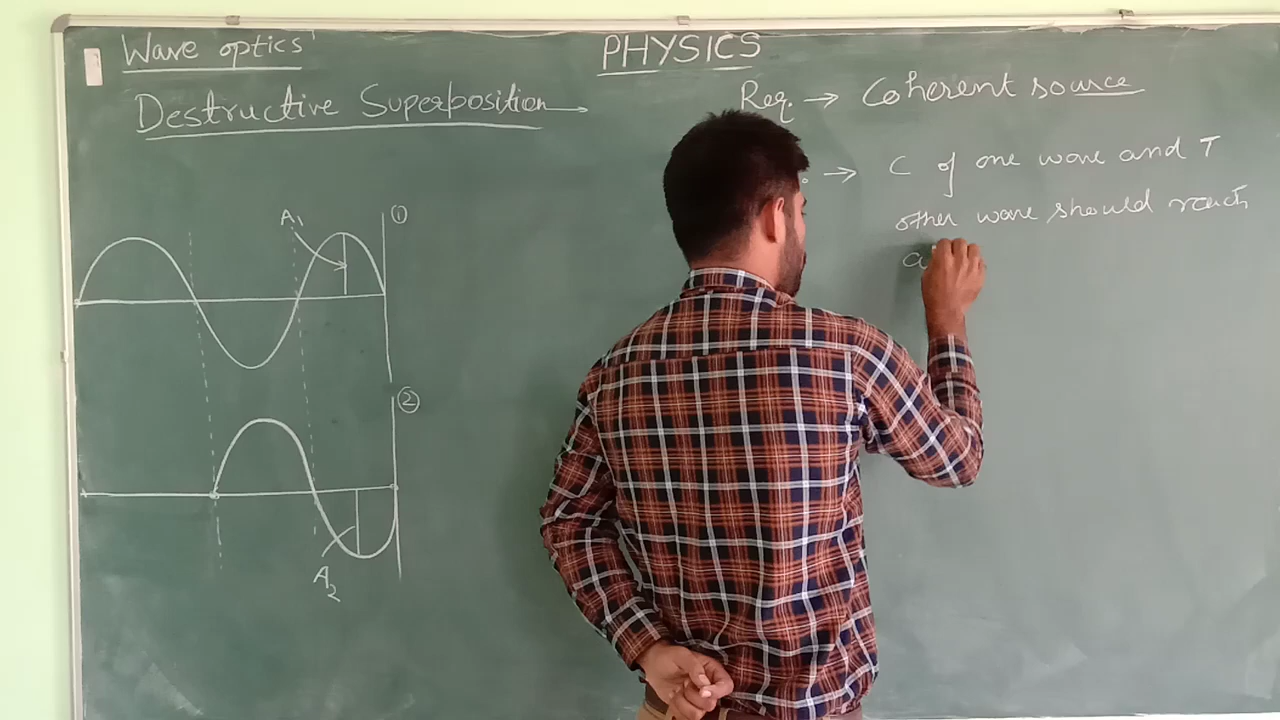 Wave optics
PHYSICS
Destructive Superposition →
Req. → Coherent source
. → C of one wave and T
other wave should reach
a
A1
①
②
A2